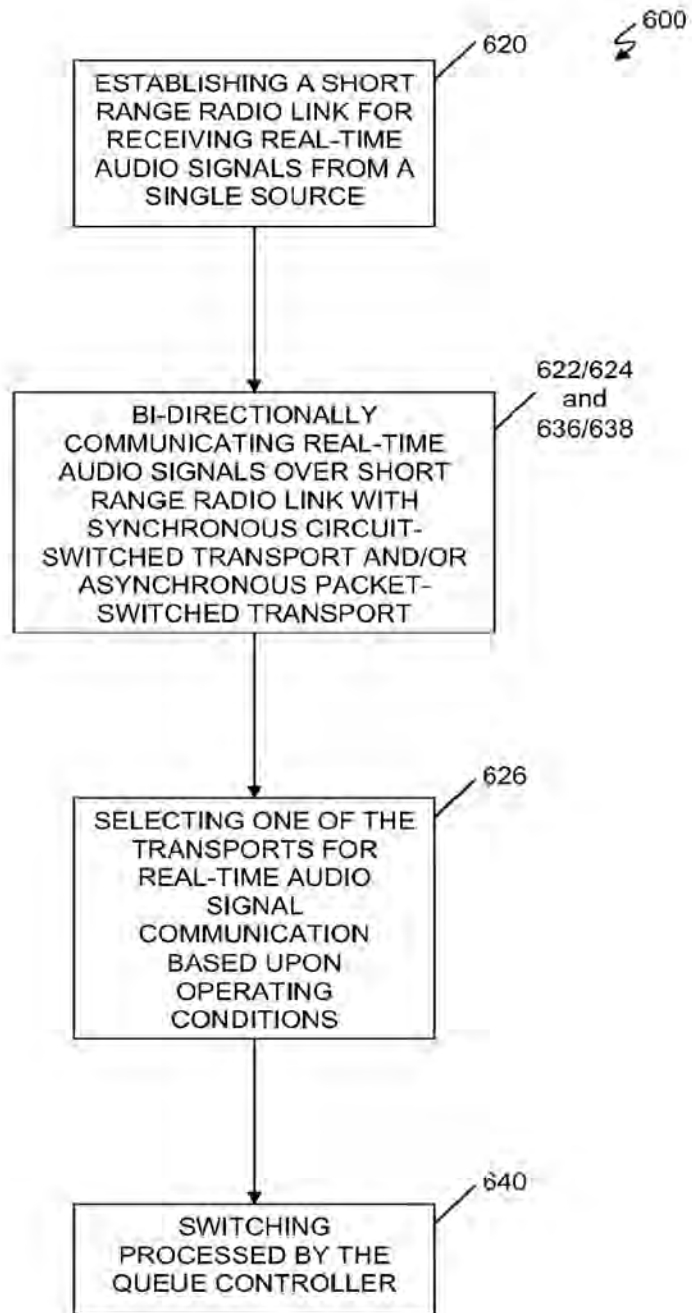 600
620
ESTABLISHING A SHORT
RANGE RADIO LINK FOR
RECEIVING REAL-TIME
AUDIO SIGNALS FROM A
SINGLE SOURCE
622/624
and
636/638
BI-DIRECTIONALLY
COMMUNICATING REAL-TIME
AUDIO SIGNALS OVER SHORT
RANGE RADIO LINK WITH
SYNCHRONOUS CIRCUIT-
SWITCHED TRANSPORT AND/OR
ASYNCHRONOUS PACKET-
SWITCHED TRANSPORT
626
SELECTING ONE OF THE
TRANSPORTS FOR
REAL-TIME AUDIO
SIGNAL
COMMUNICATION
BASED UPON
OPERATING
CONDITIONS
640
SWITCHING
PROCESSED BY THE
QUEUE CONTROLLER